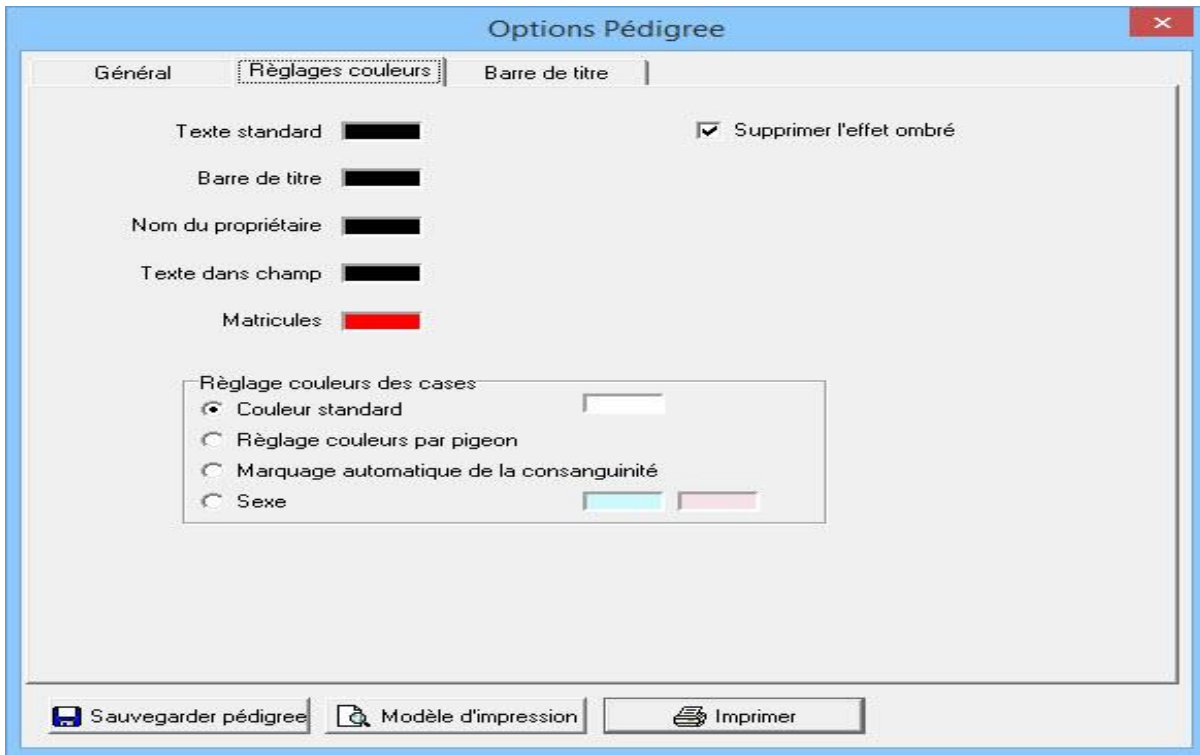 Options Pédigree
Général Règlages couleurs Barre de titre
Texte standard Supprimer l'effet ombré
Barre de titre
Nom du propriétaire
Texte dans champ
Matricules
Règlage couleurs des cases
Couleur standard
Règlage couleurs par pigeon
Marquage automatique de la consanguinité
Sexe
Sauvegarder pédigree Modèle d'impression Imprimer